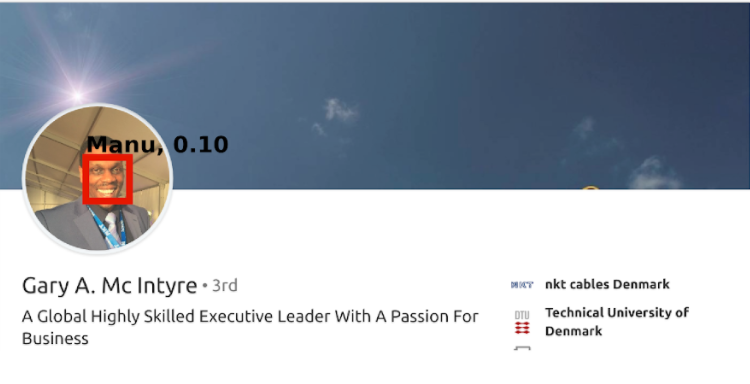 Manu, 0.10
Gary A. Mc Intyre • 3rd
A Global Highly Skilled Executive Leader With A Passion For
Business
NKT nkt cables Denmark
DTU Technical University of
Denmark